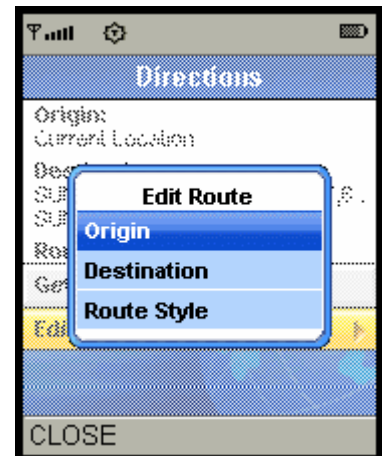 Directions
Origin:
Current Location
Edit Route
Origin
Destination
Route Style
CLOSE